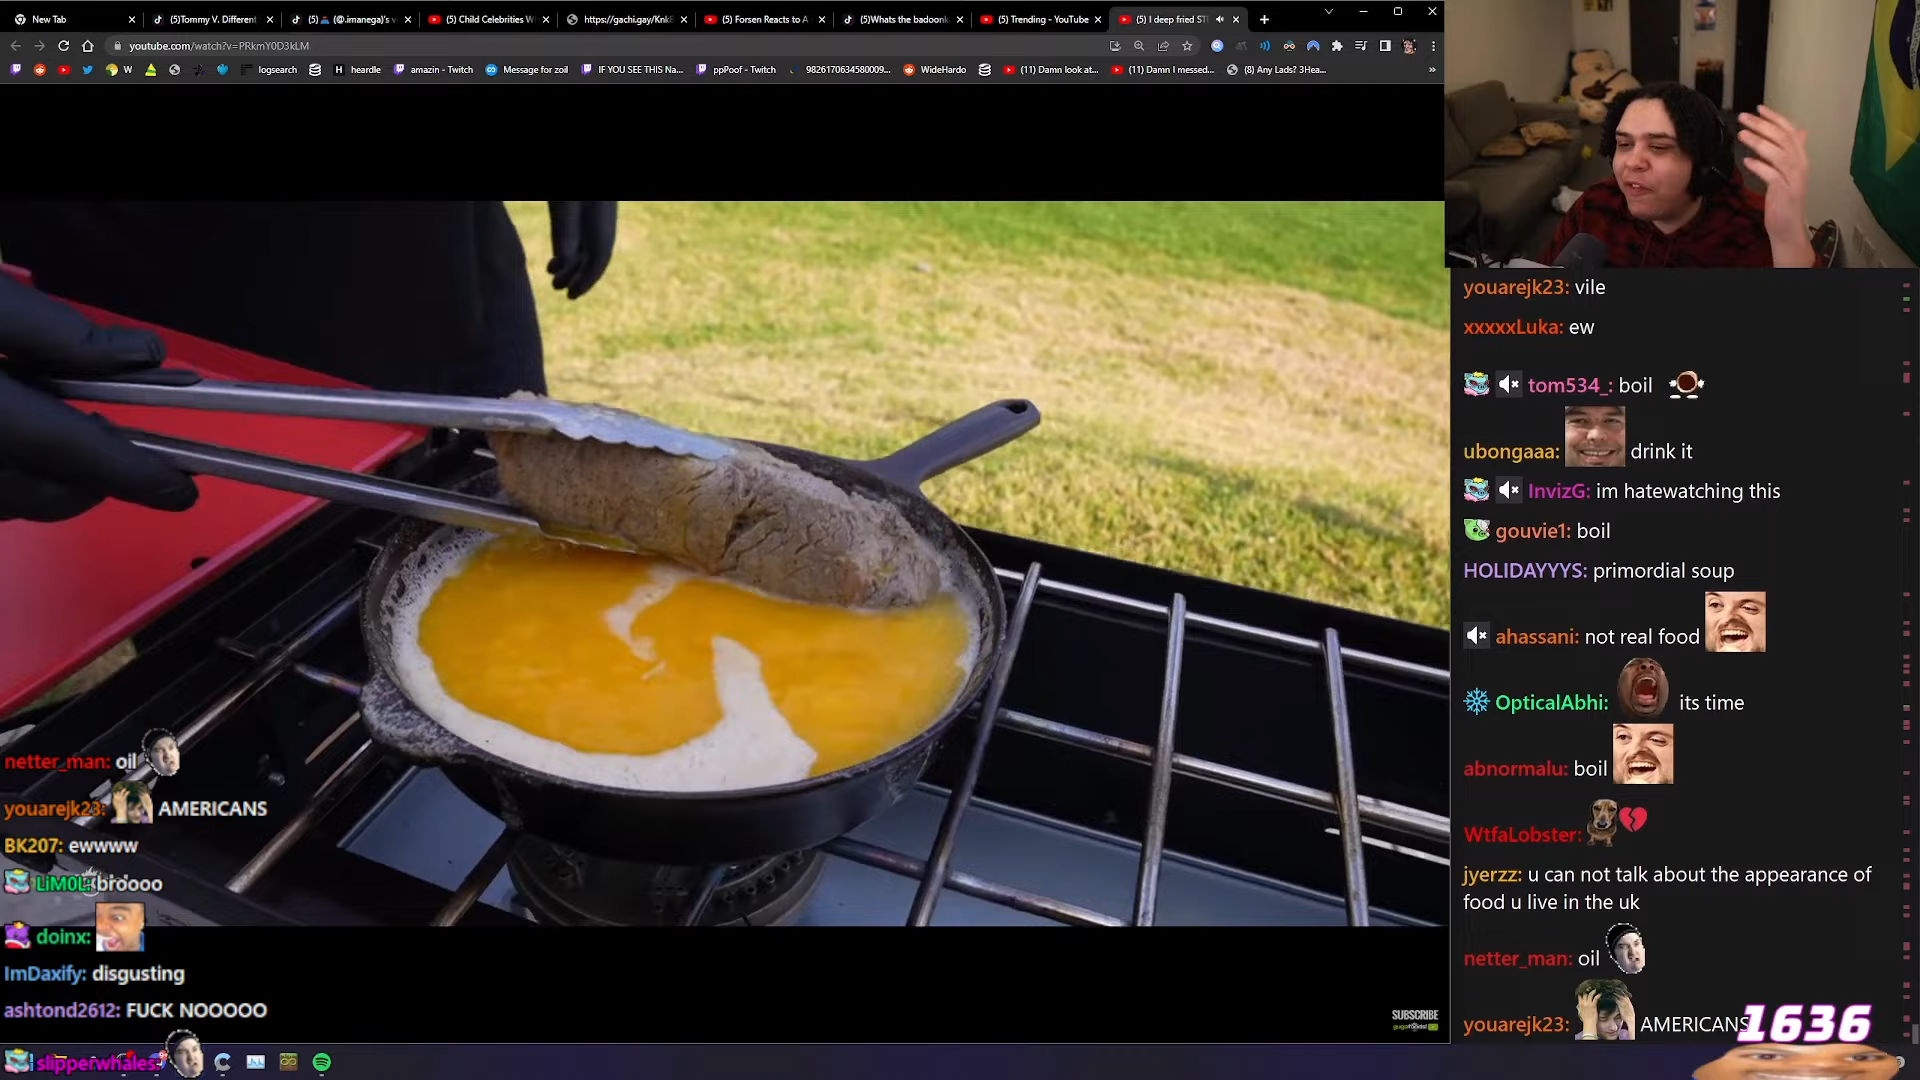 New Tab
(5)Tommy V. Different
(5)
(@.imanega)'s v
(5) Child Celebrities W
https://gachi.gay/Knk
(5) Forsen Reacts to A
(5)Whats the badoonk
(5) Trending - YouTube
(5) I deep fried ST
youtube.com/watch?v=PRkmY0D3kLM
W
logsearch
H heardle
amazin - Twitch
Message for zoil
IF YOU SEE THIS Na...
ppPoof - Twitch
9826170634580009...
WideHardo
(11) Damn look at...
(11) Damn I messed...
(8) Any Lads? 3Hea...
youarejk23: vile
xxxxxLuka: ew
tom534_: boil
ubongaaa: drink it
InvizG: im hatewatching this
gouvie1: boil
HOLIDAYYYS: primordial soup
ahassani: not real food
OpticalAbhi: its time
abnormalu: boil
WtfaLobster:
jyerzz: u can not talk about the appearance of
food u live in the uk
netter_man: oil
youarejk23: AMERICANS
1636
netter_man: oil
youarejk23: AMERICANS
BK207: ewwww
LiM0L: broooo
doinx:
ImDaxify: disgusting
ashtond2612: FUCK NOOOOO
slipperwhales:
SUBSCRIBE